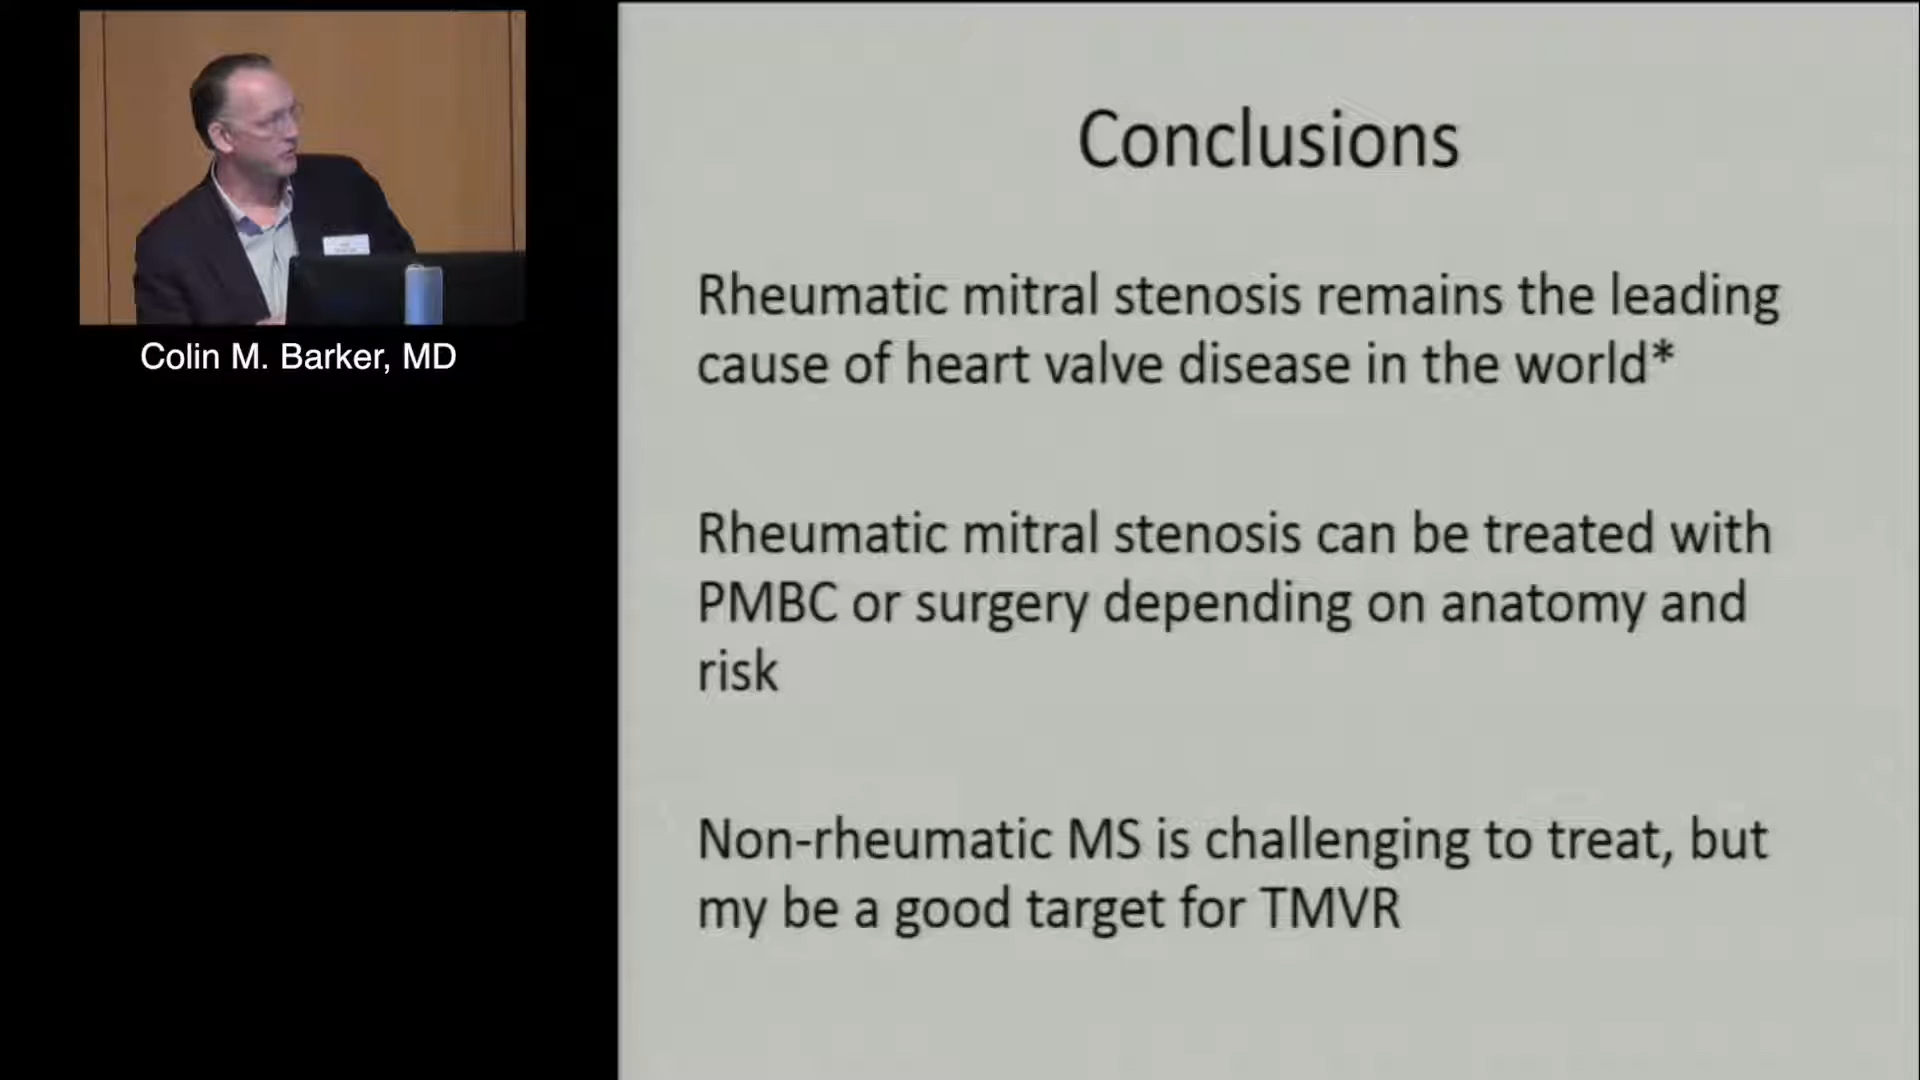 Colin M. Barker, MD
Conclusions
Rheumatic mitral stenosis remains the leading
cause of heart valve disease in the world*
Rheumatic mitral stenosis can be treated with
PMBC or surgery depending on anatomy and
risk
Non-rheumatic MS is challenging to treat, but
my be a good target for TMVR